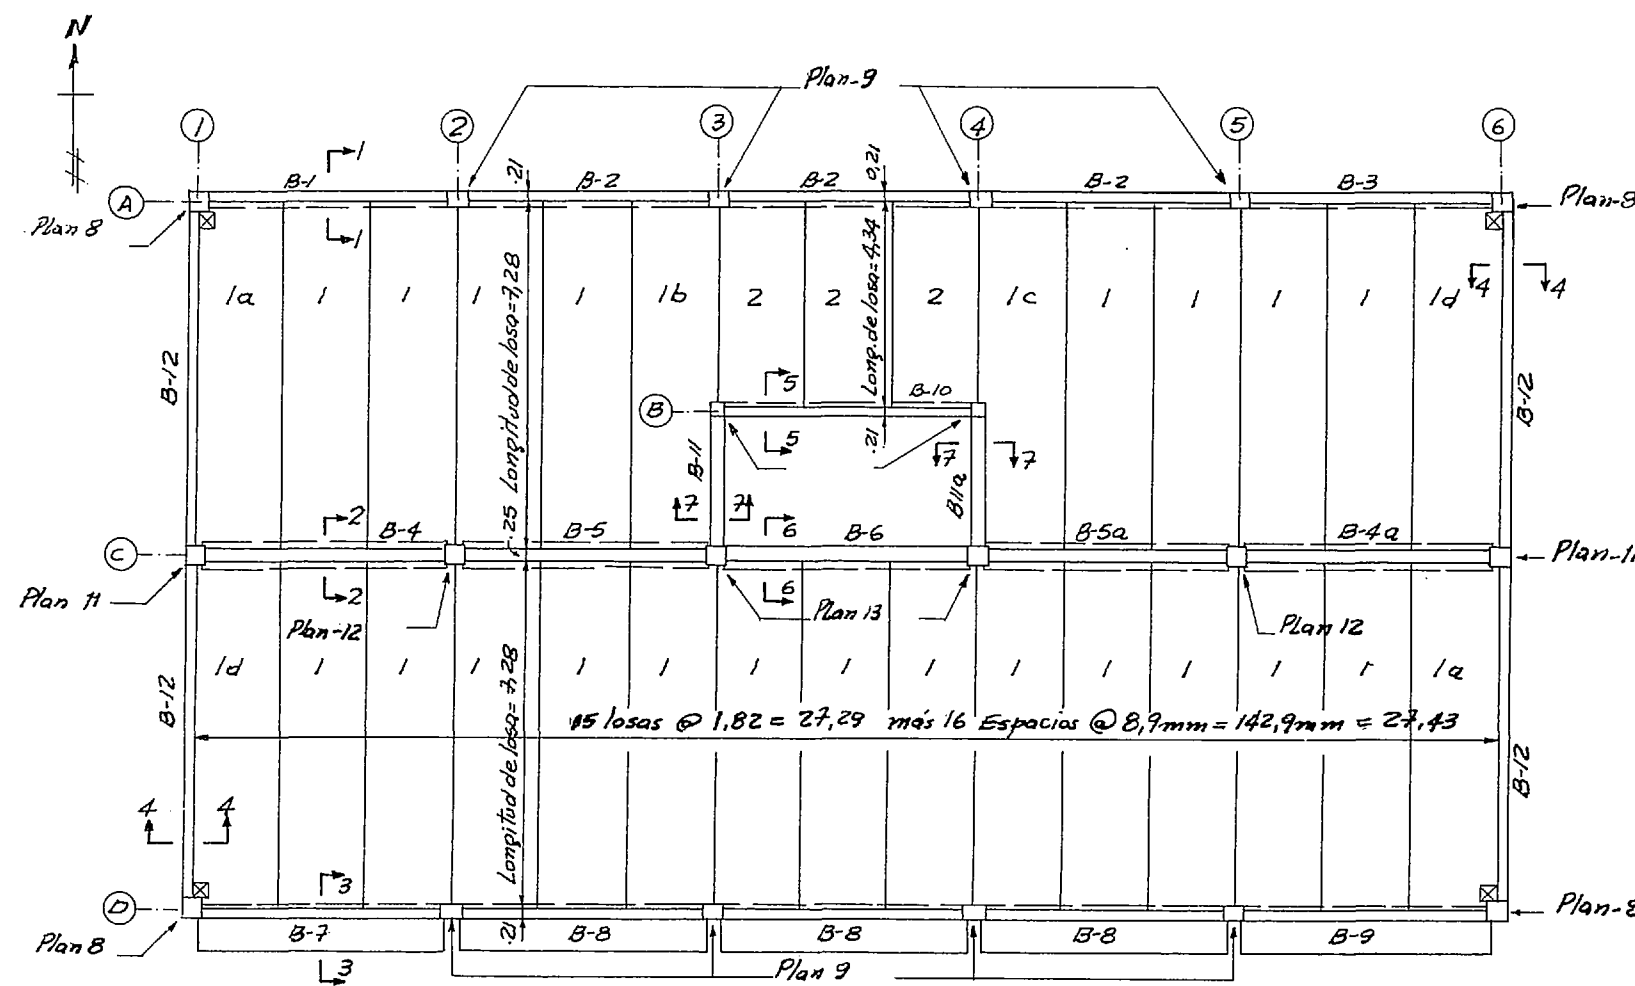 N
Plan-9
1 2 3 4 5 6
1
B-1 .21 B-2 B-2 0,21 B-2 B-3
A
Plan 8
Plan-8
1
1a 1 1 1 1 1b 2 2 2 1c 1 1 1 1 1d
4 4
Longitud de losa=7,28
Long. de losa=4,34
B-12
B-12
5
B-10
B
5
.21
7 7
B-11
B11a
7 7
2
6
B-4 .25 B-5 B-6 B-5a B-4a
C
Plan 11
2
6
Plan-12
Plan 13
Plan 12
1d 1 1 1 1 1 1 1 1 1 1 1 1 1 1a
Longitud de losa=7,28
B-12
B-12
15 losas @ 1,82 = 27,29 más 16 Espacios @ 8,9mm = 142,9mm = 27,43
4 4
3
D
Plan 8
Plan-8
.21
B-7 B-8 B-8 B-8 B-9
3
Plan 9